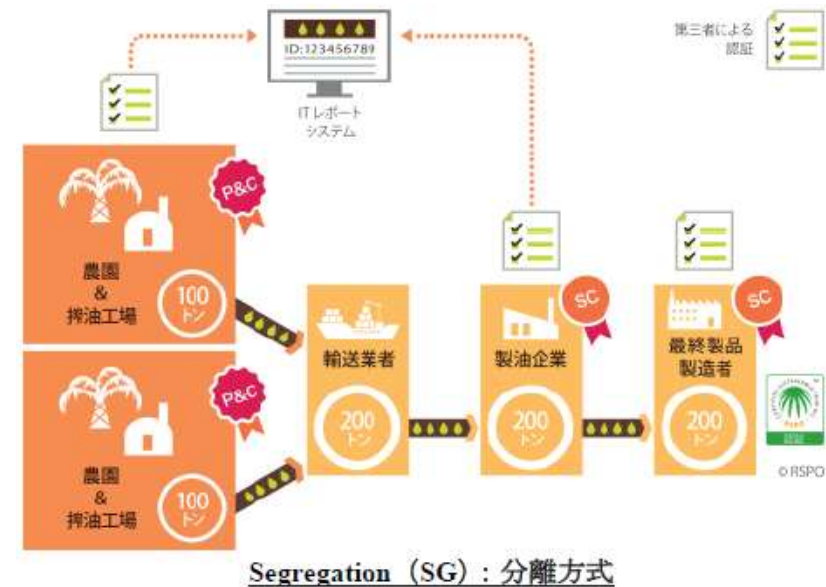 ID:123456789
ITレポート
システム
第三者による
認証
P&C
農園
&
搾油工場
100
トン
P&C
農園
&
搾油工場
100
トン
輸送業者
200
トン
SC
製油企業
200
トン
SC
最終製品
製造者
200
トン
© RSPO
Segregation（SG）: 分離方式